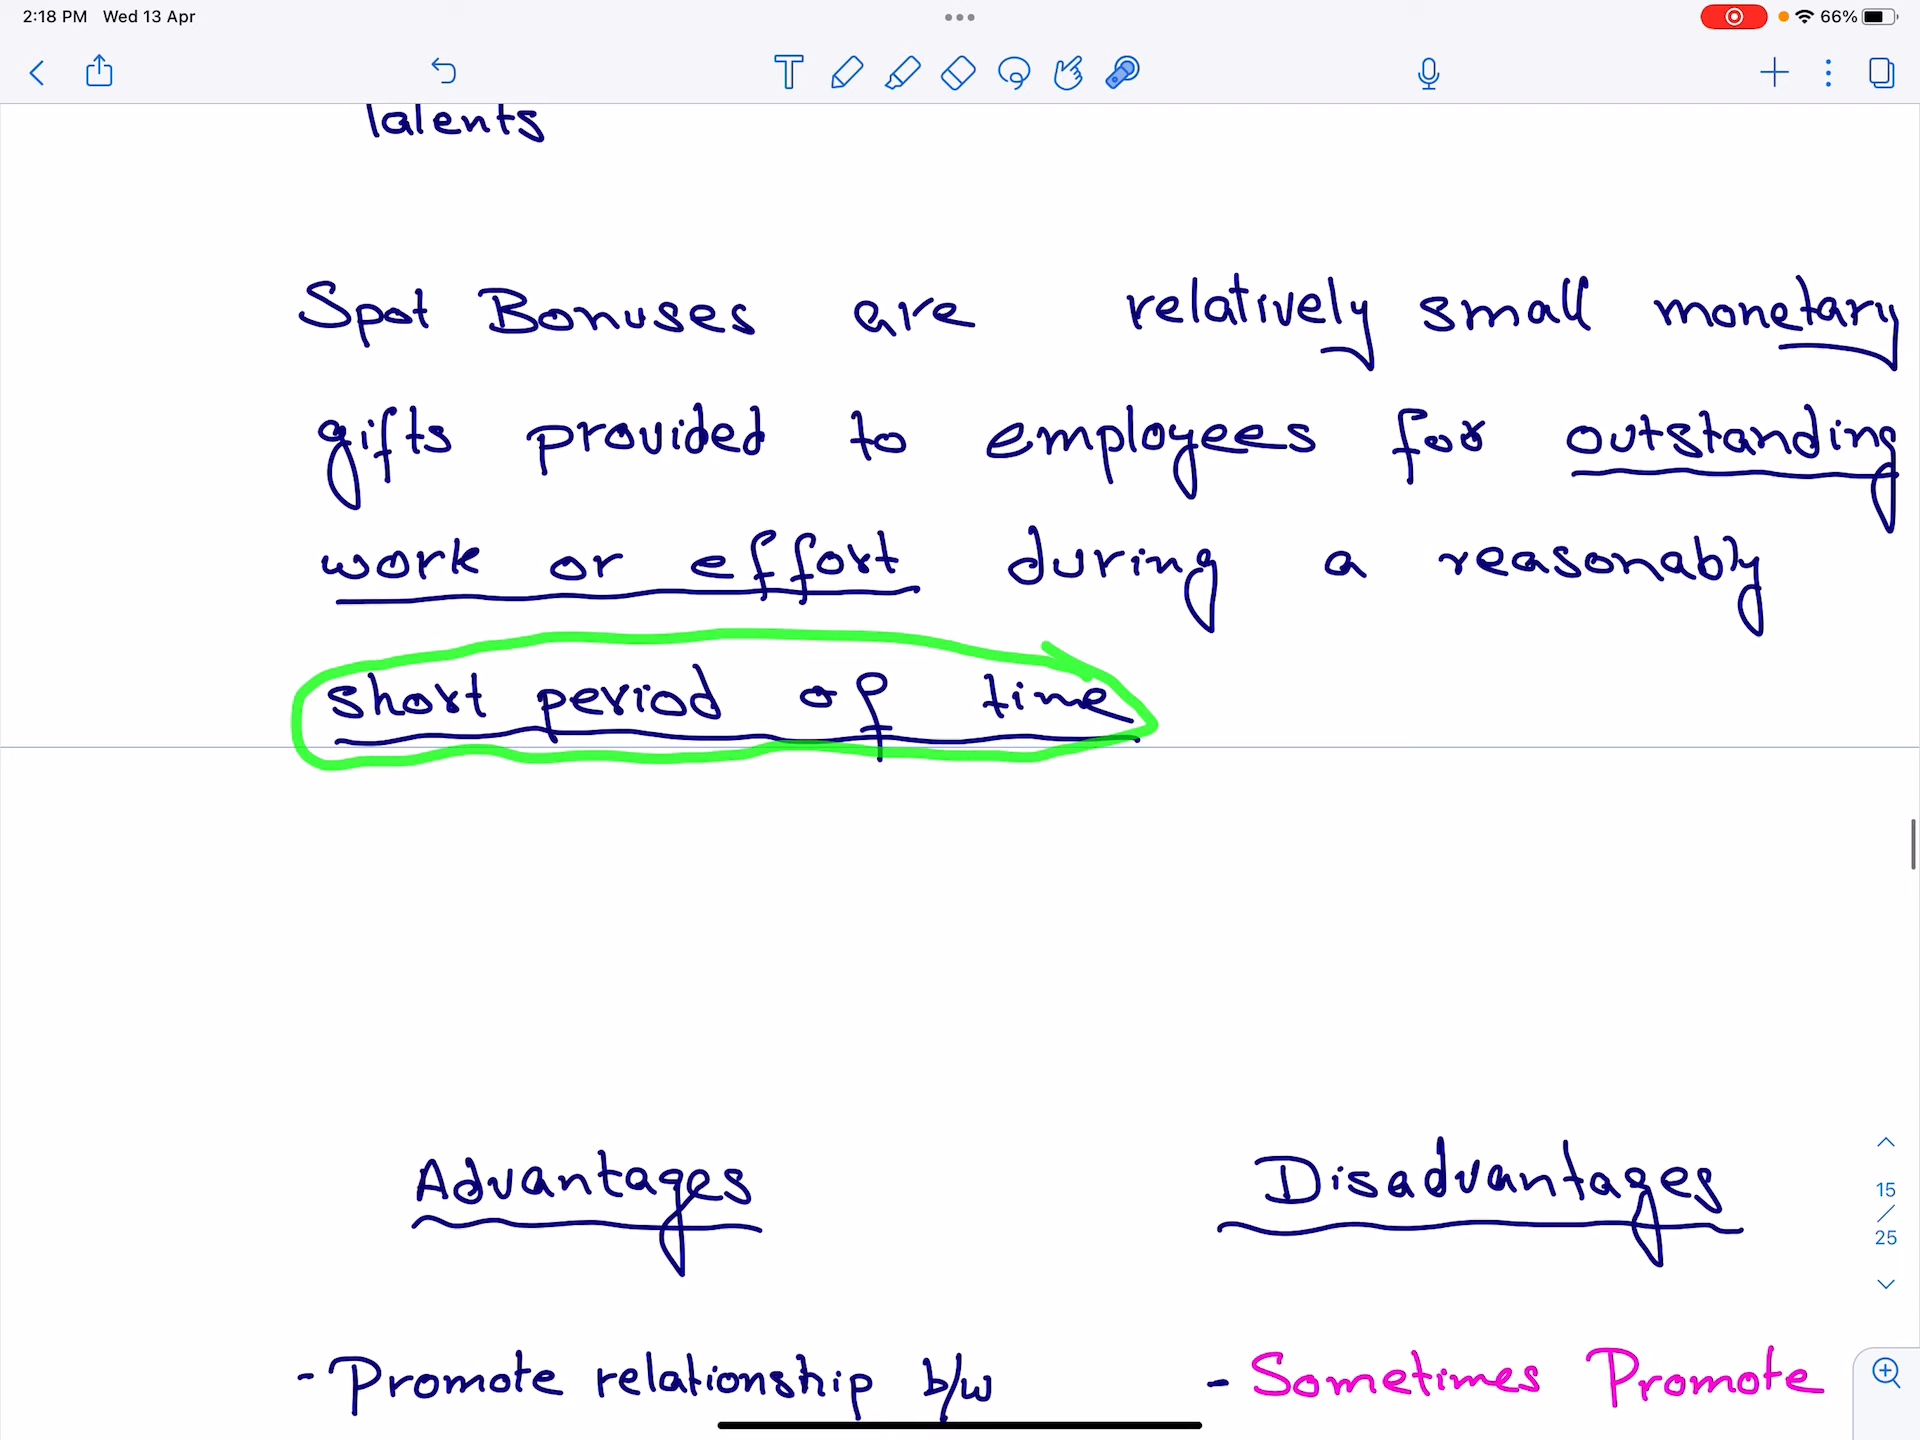 2:18 PM Wed 13 Apr
66%
Talents
Spot Bonuses are relatively small monetary
gifts provided to employees for outstanding
work or effort during a reasonably
short period of time
Advantages Disadvantages
15
/
25
- Promote relationship b/w - Sometimes Promote